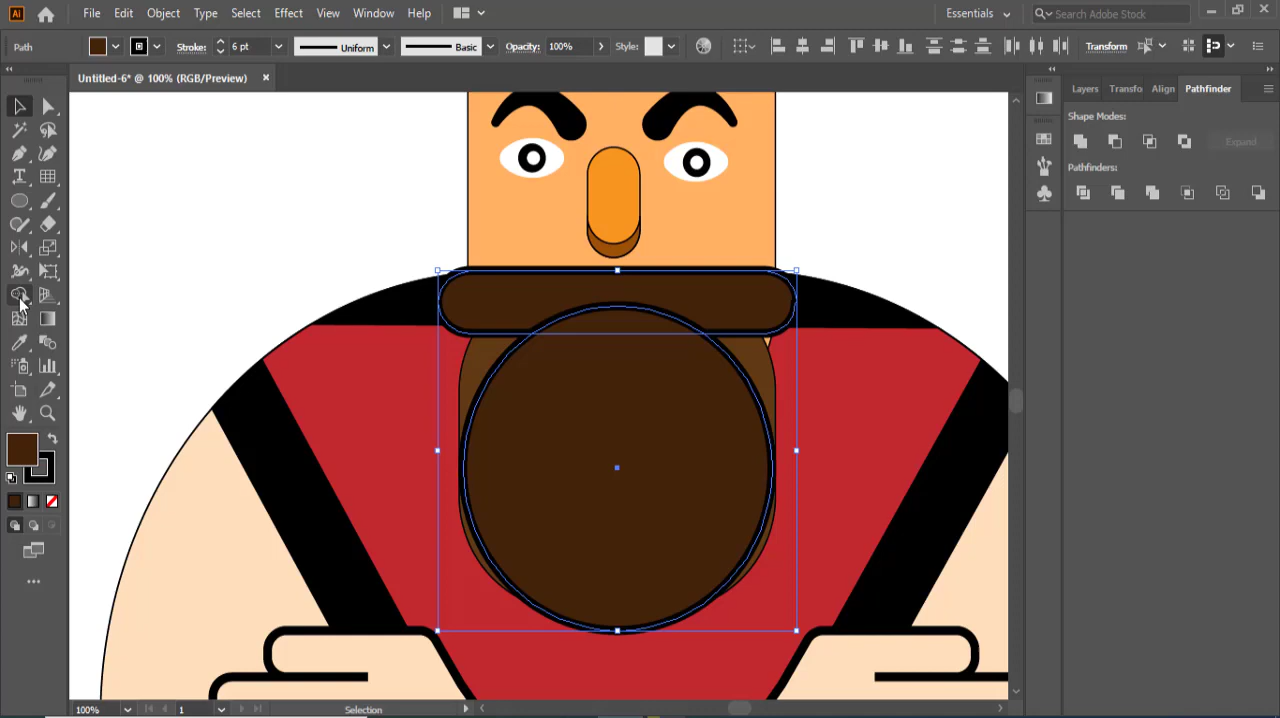 Ai File Edit Object Type Select Effect View Window Help Essentials Search Adobe Stock
Path Stroke: 6 pt Uniform Basic Opacity: 100% Style: Transform
Untitled-6* @ 100% (RGB/Preview) ×
Layers Transfo Align Pathfinder
Shape Modes:
Expand
Pathfinders:
100% 1 Selection